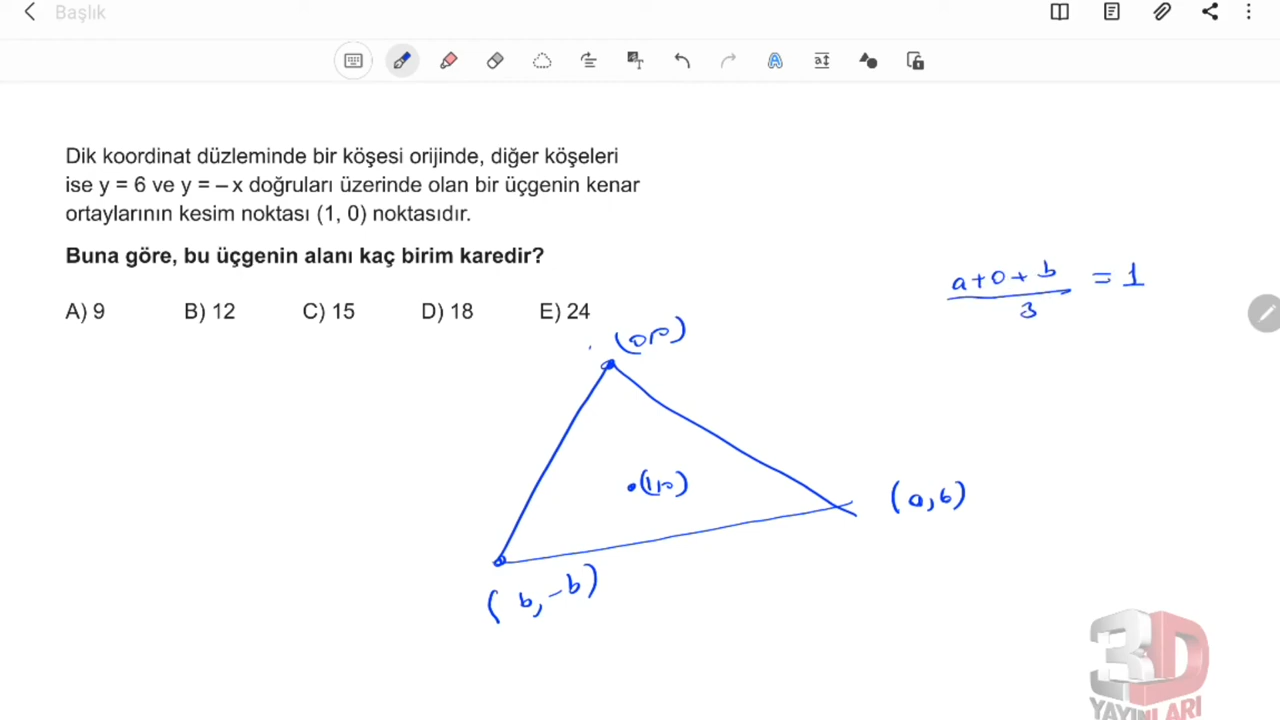 Başlık
Dik koordinat düzleminde bir köşesi orijinde, diğer köşeleri
ise y = 6 ve y = – x doğruları üzerinde olan bir üçgenin kenar
ortaylarının kesim noktası (1, 0) noktasıdır.
Buna göre, bu üçgenin alanı kaç birim karedir?
a+0+b
3
= 1
A) 9 B) 12 C) 15 D) 18 E) 24
(0,0)
(1,0)
(a,6)
(b,-b)
3D
YAYINLARI